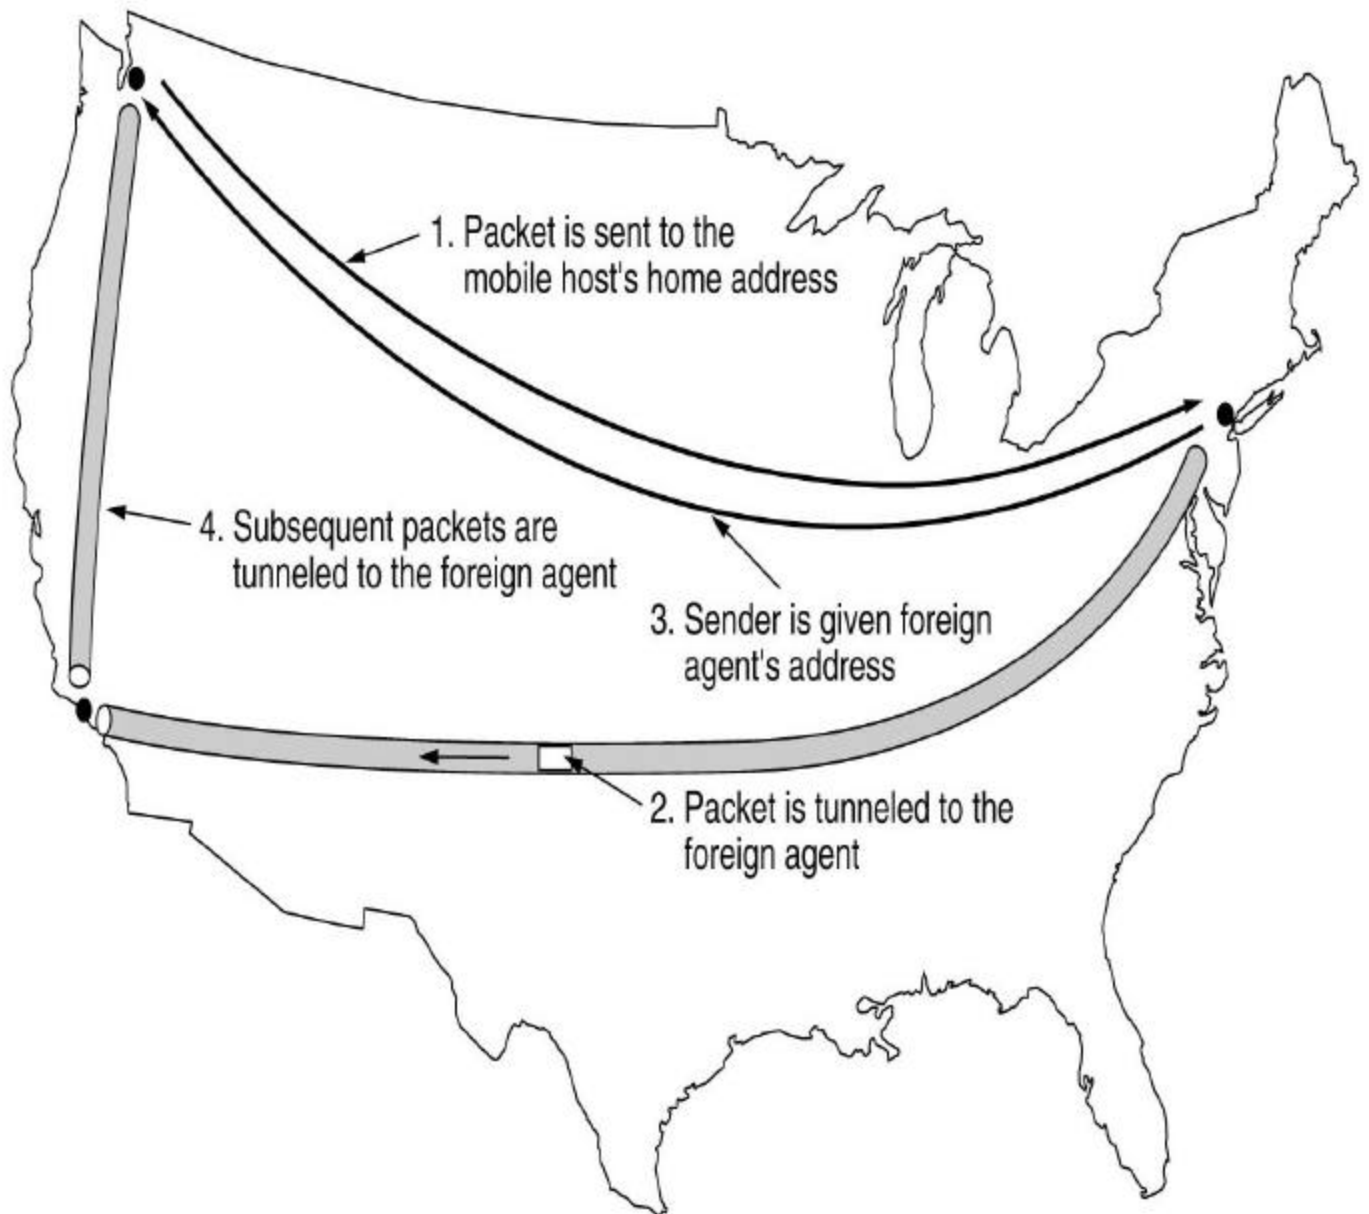 1. Packet is sent to the
mobile host's home address
4. Subsequent packets are
tunneled to the foreign agent
3. Sender is given foreign
agent's address
2. Packet is tunneled to the
foreign agent